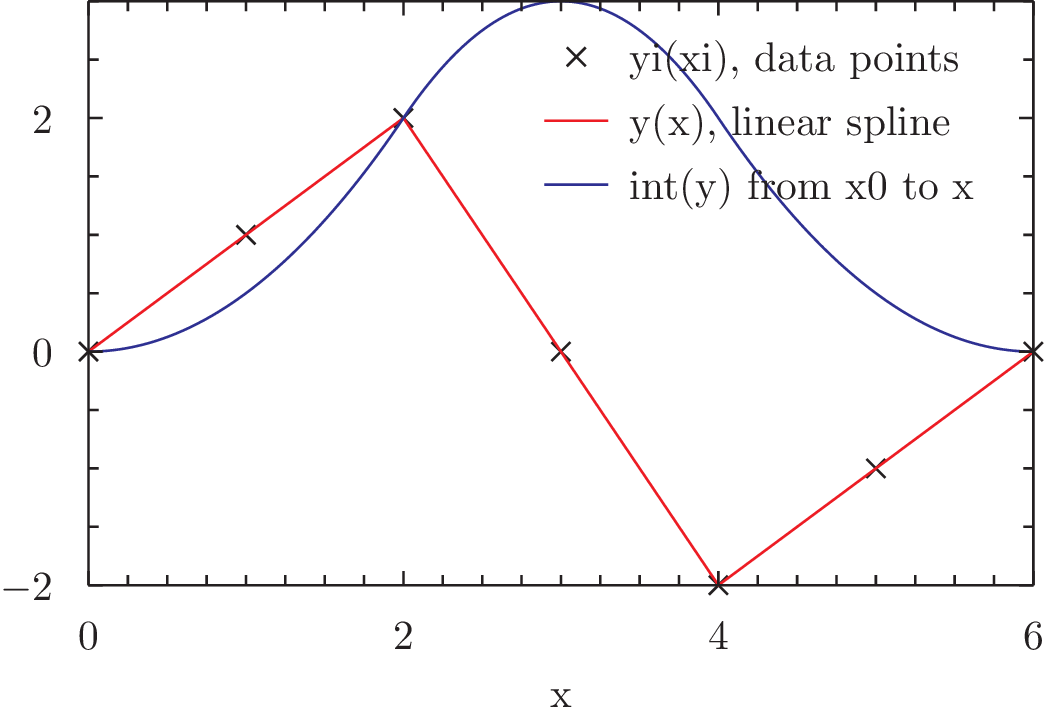 yi(xi), data points
2
y(x), linear spline
int(y) from x0 to x
0
−2
0 2 4 6
x